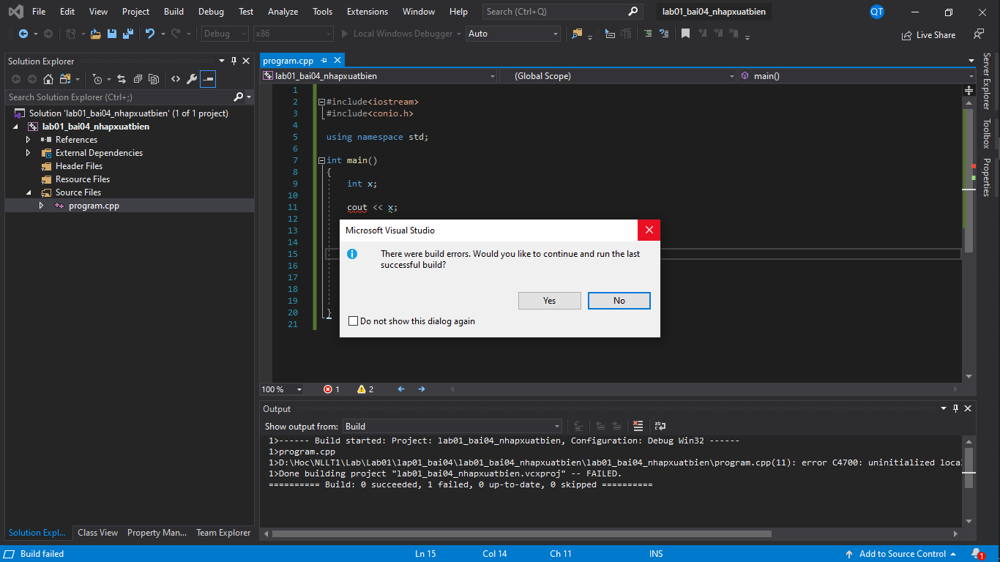 File Edit View Project Build Debug Test Analyze Tools Extensions Window Help Search (Ctrl+Q) lab01_bai04_nhapxuatbien QT
Debug x86 Local Windows Debugger Auto Live Share
Solution Explorer
Search Solution Explorer (Ctrl+;)
Solution 'lab01_bai04_nhapxuatbien' (1 of 1 project)
lab01_bai04_nhapxuatbien
References
External Dependencies
Header Files
Resource Files
Source Files
program.cpp
Solution Expl... Class View Property Man... Team Explorer
program.cpp
lab01_bai04_nhapxuatbien (Global Scope) main()
1
2 #include<iostream>
3 #include<conio.h>
4
5 using namespace std;
6
7 int main()
8 {
9 int x;
10
11 cout << x;
12
13
14
15
16
17
18
19
20 }
21
Microsoft Visual Studio
There were build errors. Would you like to continue and run the last
successful build?
Yes No
Do not show this dialog again
100 % 1 2
Output
Show output from: Build
1>------ Build started: Project: lab01_bai04_nhapxuatbien, Configuration: Debug Win32 ------
1>program.cpp
1>D:\Hoc\NLLT1\Lab\Lab01\lap01_bai04\lab01_bai04_nhapxuatbien\lab01_bai04_nhapxuatbien\program.cpp(11): error C4700: uninitialized loca
1>Done building project "lab01_bai04_nhapxuatbien.vcxproj" -- FAILED.
========== Build: 0 succeeded, 1 failed, 0 up-to-date, 0 skipped ==========
Server Explorer
Toolbox
Properties
Build failed Ln 15 Col 14 Ch 11 INS Add to Source Control 1